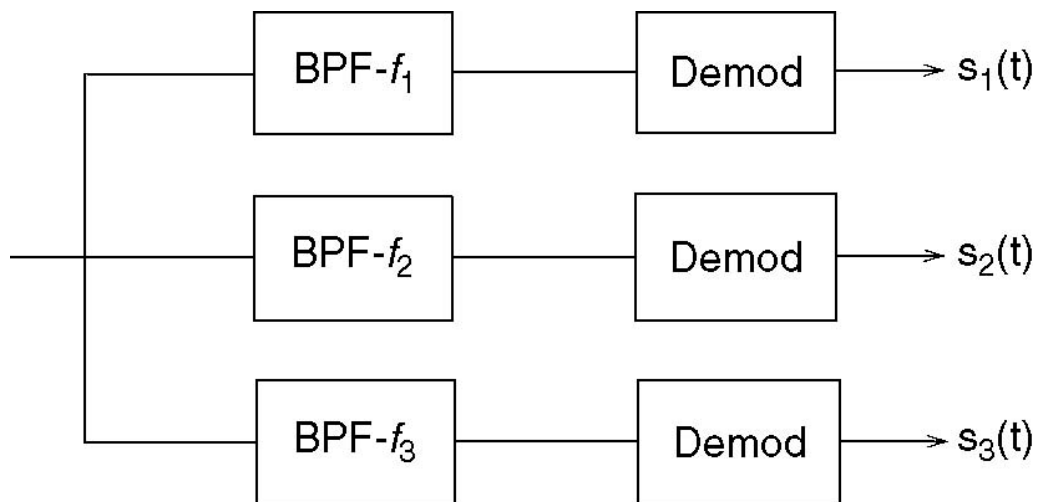 BPF-f₁ Demod s₁(t)
BPF-f₂ Demod s₂(t)
BPF-f₃ Demod s₃(t)